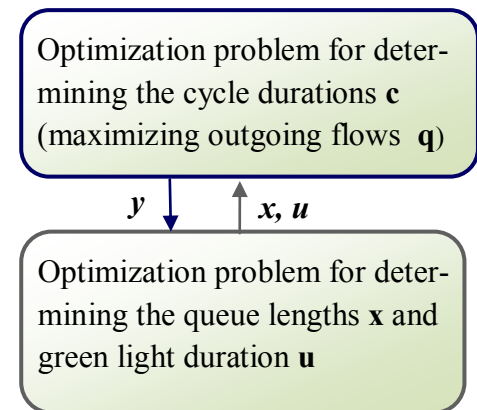 Optimization problem for deter-
mining the cycle durations c
(maximizing outgoing flows q)
y x, u
Optimization problem for deter-
mining the queue lengths x and
green light duration u